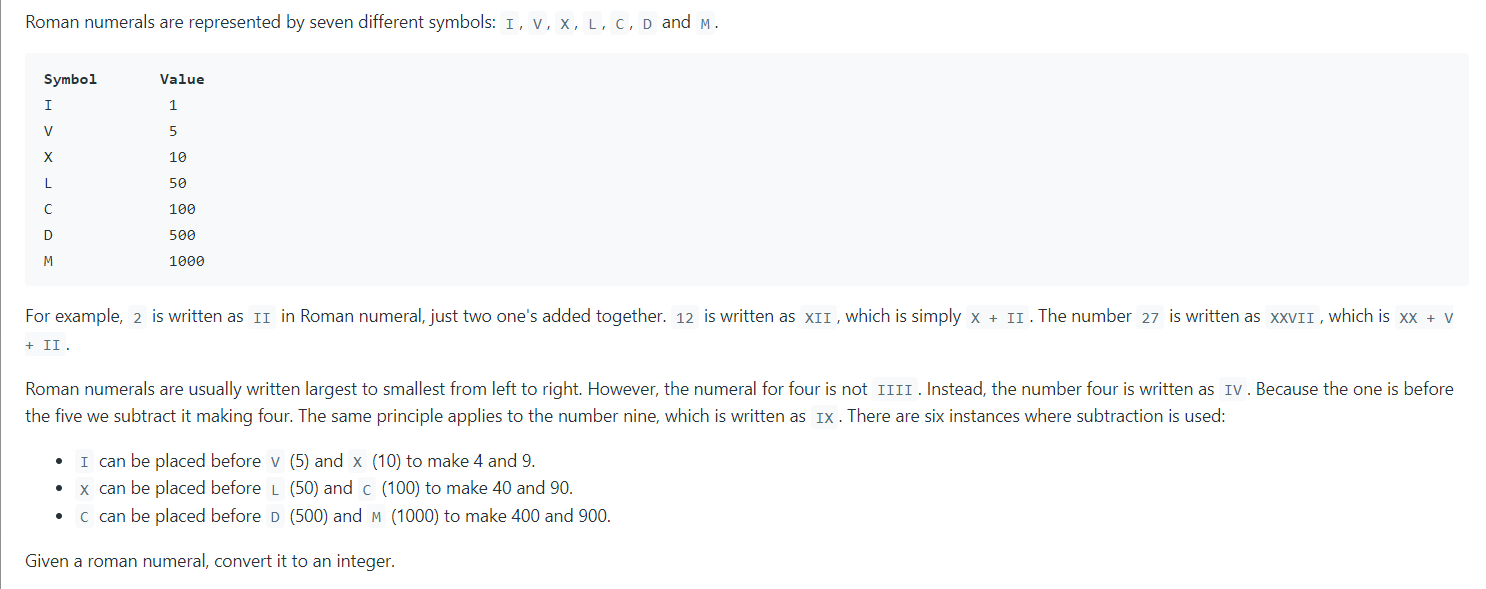 Roman numerals are represented by seven different symbols: I, V, X, L, C, D and M.
Symbol Value
I 1
V 5
X 10
L 50
C 100
D 500
M 1000
For example, 2 is written as II in Roman numeral, just two one's added together. 12 is written as XII, which is simply X + II. The number 27 is written as XXVII, which is XX + V
+ II.
Roman numerals are usually written largest to smallest from left to right. However, the numeral for four is not IIII. Instead, the number four is written as IV. Because the one is before
the five we subtract it making four. The same principle applies to the number nine, which is written as IX. There are six instances where subtraction is used:
• I can be placed before V (5) and X (10) to make 4 and 9.
• X can be placed before L (50) and C (100) to make 40 and 90.
• C can be placed before D (500) and M (1000) to make 400 and 900.
Given a roman numeral, convert it to an integer.